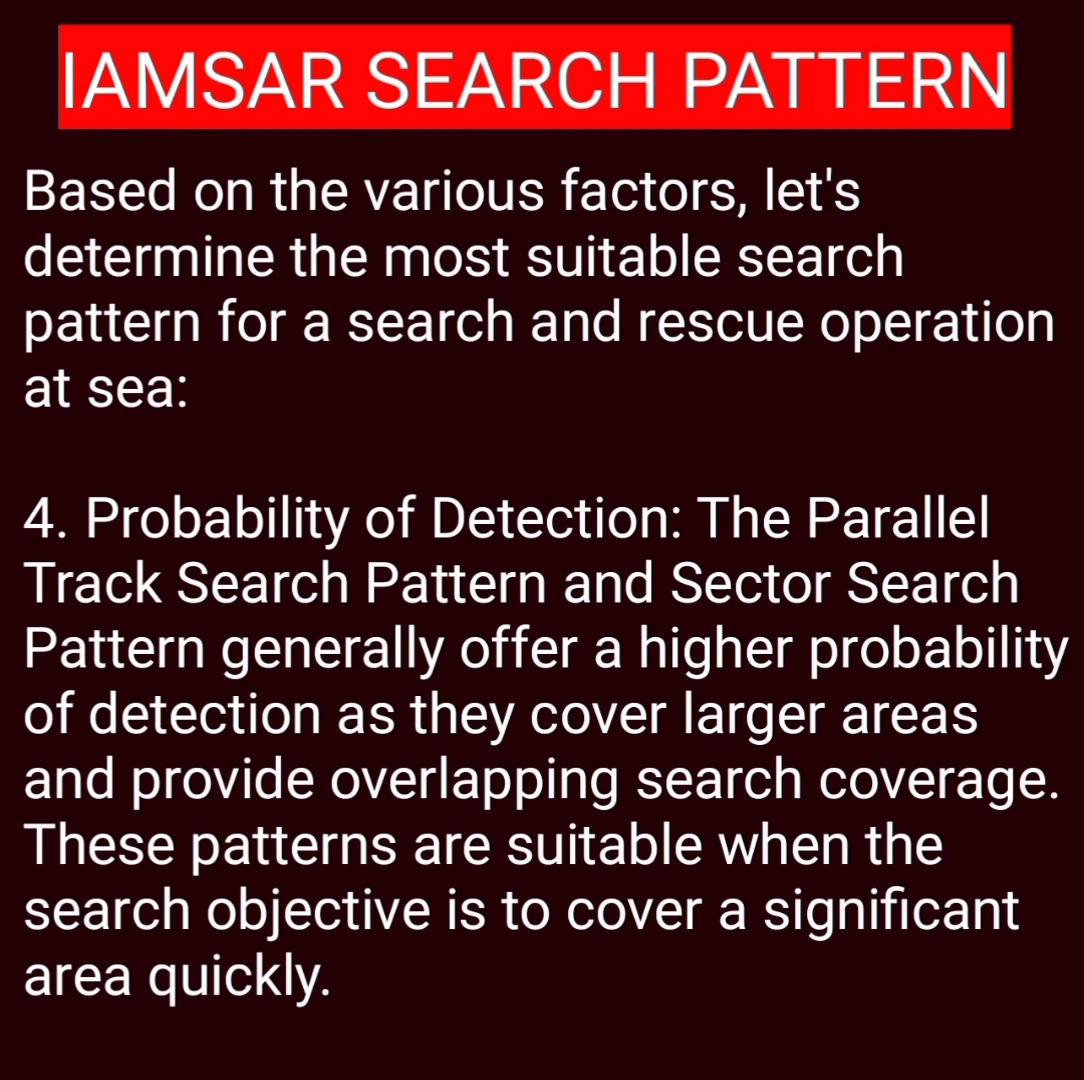 IAMSAR SEARCH PATTERN
Based on the various factors, let's
determine the most suitable search
pattern for a search and rescue operation
at sea:
4. Probability of Detection: The Parallel
Track Search Pattern and Sector Search
Pattern generally offer a higher probability
of detection as they cover larger areas
and provide overlapping search coverage.
These patterns are suitable when the
search objective is to cover a significant
area quickly.